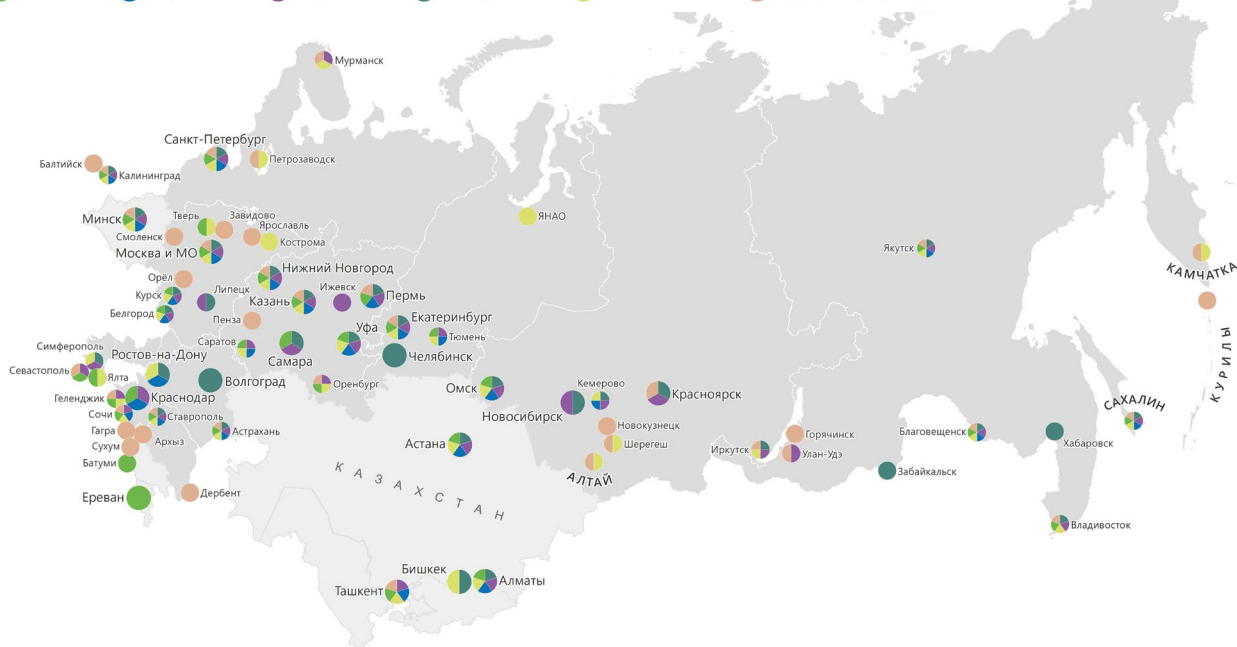 Мурманск
Санкт-Петербург
Петрозаводск
Балтийск
Калининград
ЯНАО
Минск
Тверь
Завидово
Смоленск
Ярославль
Кострома
Москва и МО
Якутск
КАМЧАТКА
Нижний Новгород
Орёл
Липецк
Ижевск
Курск
Казань
Пермь
Белгород
Пенза
Екатеринбург
Уфа
Тюмень
Саратов
Самара
Челябинск
КУРИЛЫ
Симферополь
Ростов-на-Дону
Севастополь
Ялта
Волгоград
Оренбург
Омск
Кемерово
Красноярск
Геленджик
Краснодар
Новосибирск
САХАЛИН
Сочи
Ставрополь
Новокузнецк
Гагра
Астрахань
Горячинск
Благовещенск
Архыз
Сухум
Астана
Шерегеш
Иркутск
Улан-Удэ
Хабаровск
Батуми
АЛТАЙ
Забайкальск
КАЗАХСТАН
Ереван
Дербент
Владивосток
Бишкек
Алматы
Ташкент